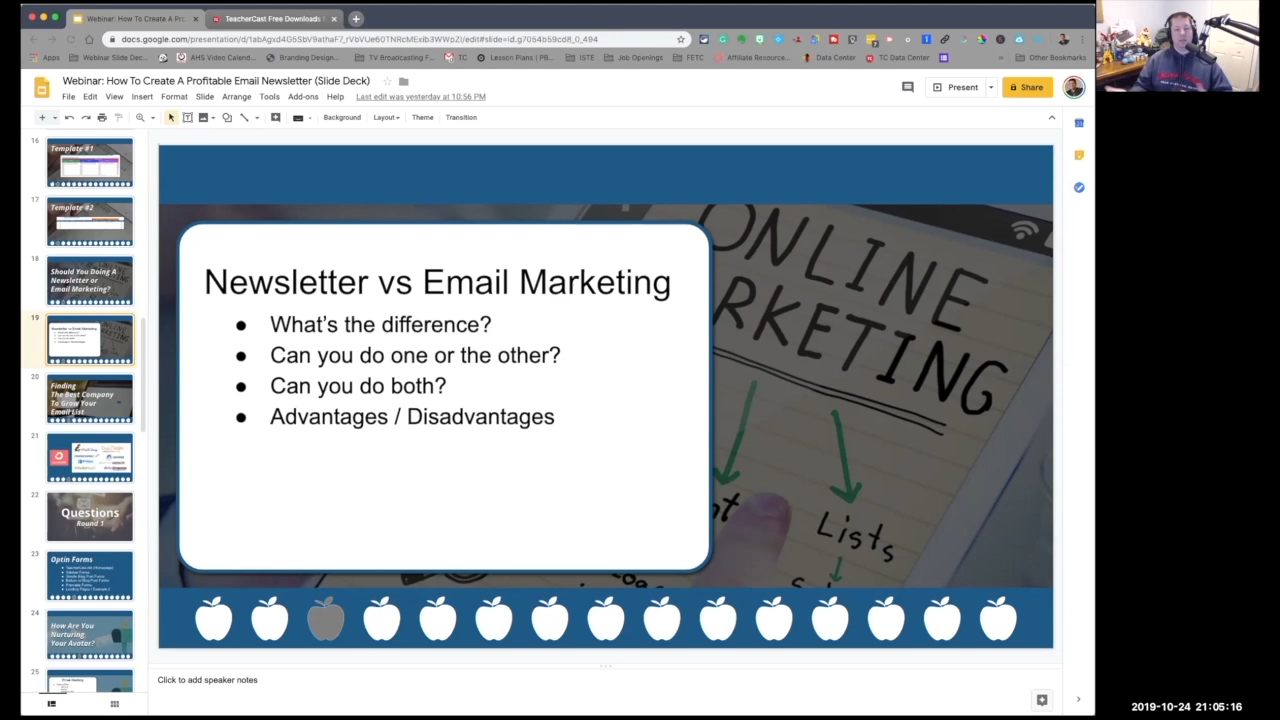 Webinar: How To Create A Pro
TeacherCast Free Downloads
docs.google.com/presentation/d/
Apps
Webinar Slide Dec...
AHS Video Calend...
Branding Design...
TV Broadcasting F...
TC
Lesson Plans | PB...
ISTE
Job Openings
FETC
Affiliate Resource...
Data Center
TC Data Center
Other Bookmarks
Webinar: How To Create A Profitable Email Newsletter (Slide Deck)
File Edit View Insert Format Slide Arrange Tools Add-ons Help Last edit was yesterday at 10:56 PM
Present
Share
Background Layout Theme Transition
16
Template #1
17
Template #2
18
Should You Doing A
Newsletter or
Email Marketing?
19
Newsletter vs Email Marketing
20
Finding
The Best Company
To Grow Your
Email List
21
22
Questions
Round 1
23
Optin Forms
24
How Are You
Nurturing
Your Avatar?
25
Newsletter vs Email Marketing
● What's the difference?
● Can you do one or the other?
● Can you do both?
● Advantages / Disadvantages
ONLINE
RKETING
Lists
Click to add speaker notes
2019-10-24 21:05:16